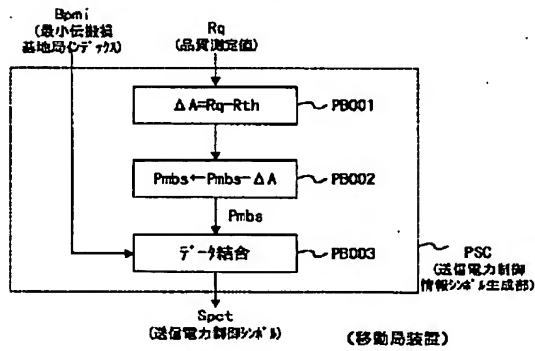 Bpmi
(最小伝搬損
基地局インデックス)
Rq
(品質測定値)
ΔA=Rq-Rth
PB001
Pmbs←Pmbs-ΔA
PB002
Pmbs
データ結合
PB003
PSC
(送信電力制御
情報シンボル生成部)
Spct
(送信電力制御シンボル)
(移動局装置)